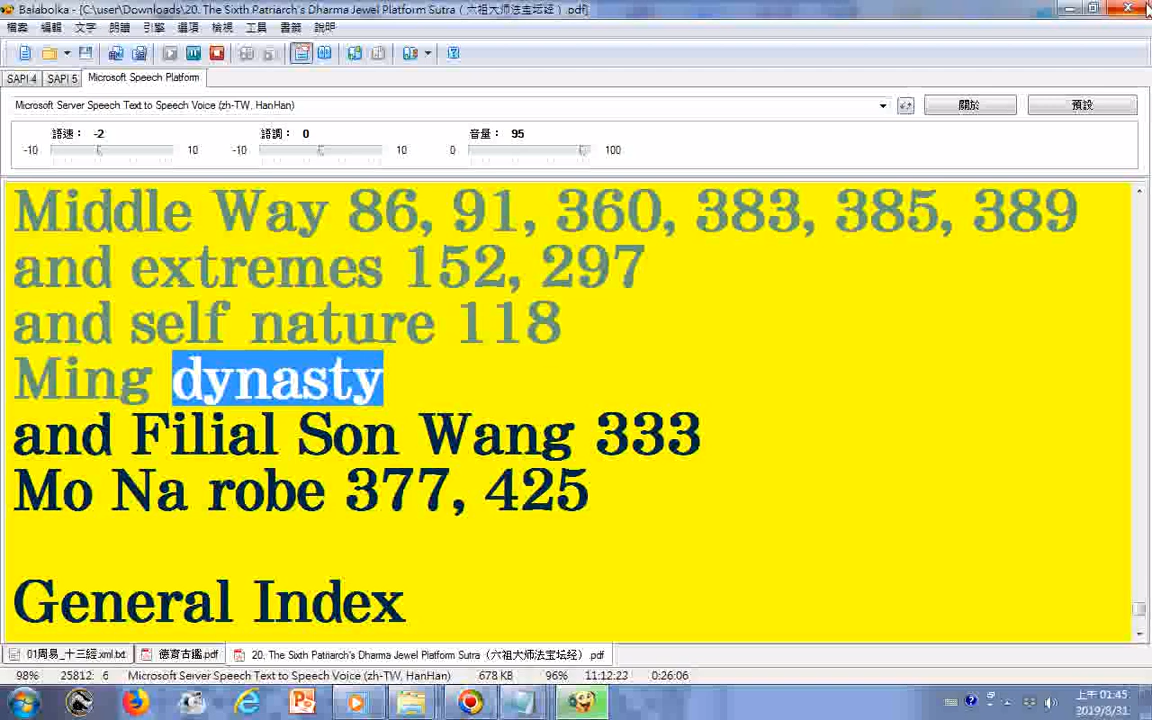 Balabolka - [C:\user\Downloads\20. The Sixth Patriarch's Dharma Jewel Platform Sutra（六祖大师法宝坛经）.pdf]
檔案 編輯 文字 朗讀 引擎 選項 檢視 工具 書籤 說明
SAPI 4 SAPI 5 Microsoft Speech Platform
Microsoft Server Speech Text to Speech Voice (zh-TW, HanHan)
關於 預設
語速： -2 語調： 0 音量： 95
-10 10 -10 10 0 100
Middle Way 86, 91, 360, 383, 385, 389
and extremes 152, 297
and self nature 118
Ming dynasty
and Filial Son Wang 333
Mo Na robe 377, 425
General Index
01周易_十三經.xml.txt 德育古鑑.pdf 20. The Sixth Patriarch's Dharma Jewel Platform Sutra（六祖大师法宝坛经）.pdf
98% 25812: 6 Microsoft Server Speech Text to Speech Voice (zh-TW, HanHan) 678 KB 96% 11:12:23 0:26:06
上午 01:45
2019/8/31